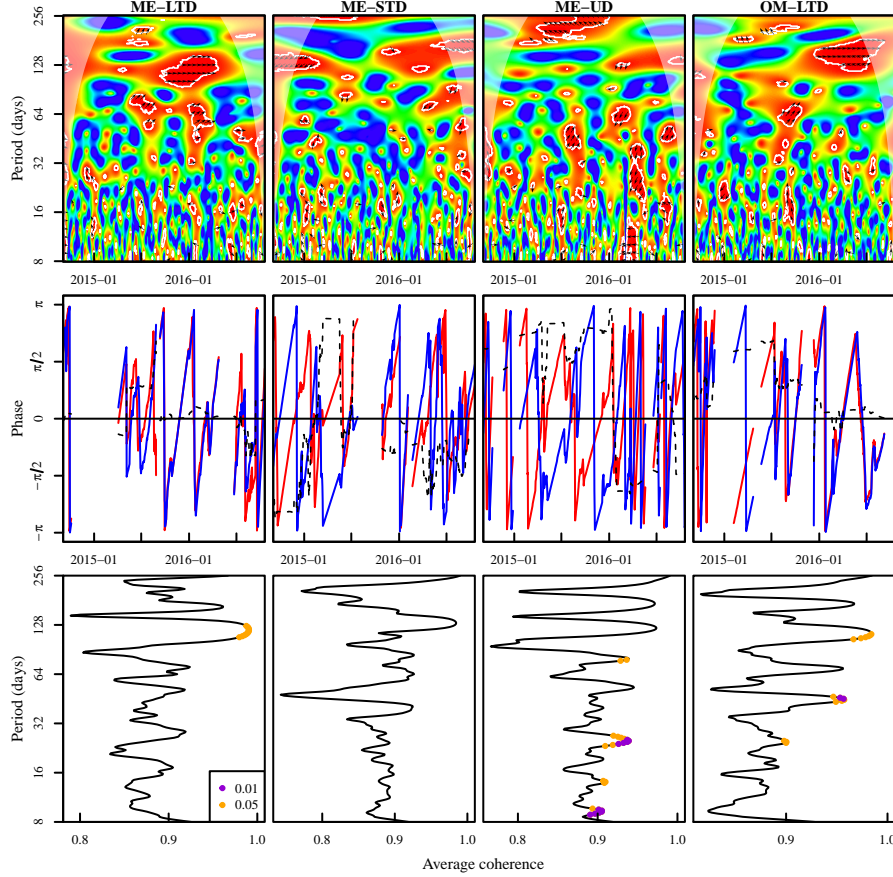 ME−LTD ME−STD ME−UD OM−LTD
256
128
64
32
16
8
Period (days)
2015−01 2016−01 2015−01 2016−01 2015−01 2016−01 2015−01 2016−01
π
π/2
0
−π/2
−π
Phase
2015−01 2016−01 2015−01 2016−01 2015−01 2016−01 2015−01 2016−01
256
128
64
32
16
8
Period (days)
0.01
0.05
0.8 0.9 1.0 0.8 0.9 1.0 0.8 0.9 1.0 0.9 1.0
Average coherence